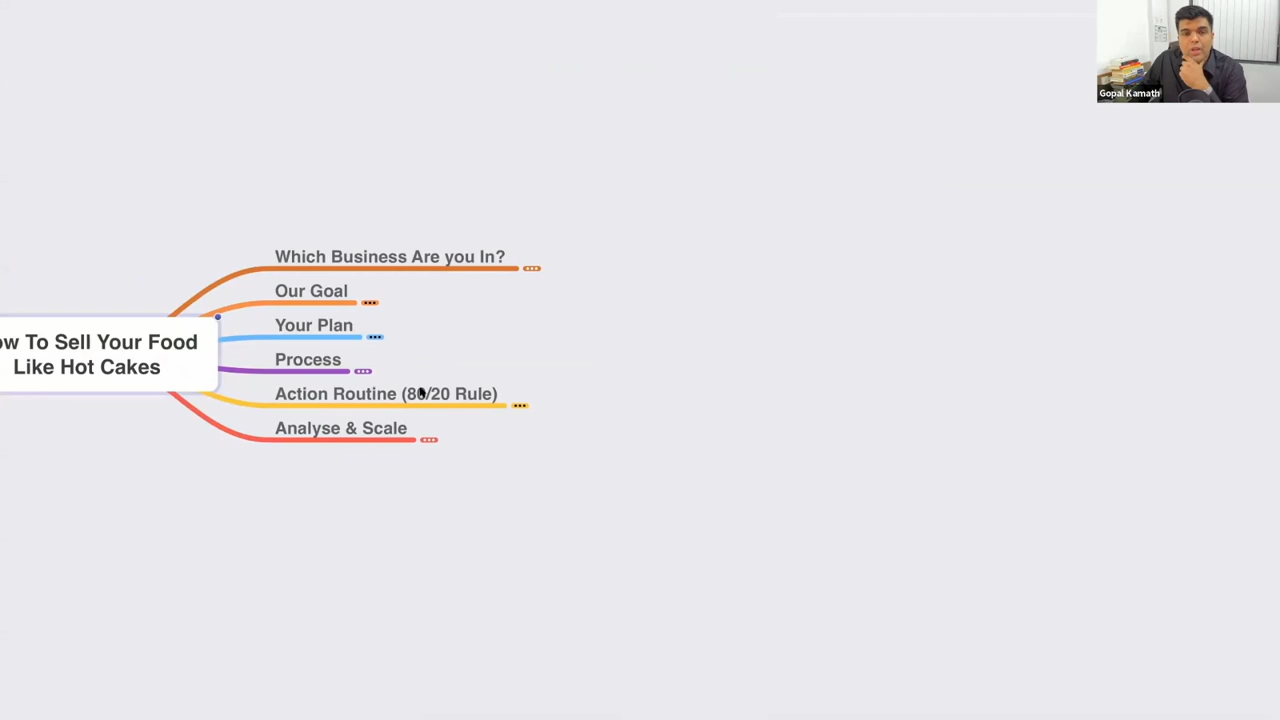 Gopal Kamath
Which Business Are you In?
Our Goal
Your Plan
ow To Sell Your Food
Like Hot Cakes
Process
Action Routine (80/20 Rule)
Analyse & Scale